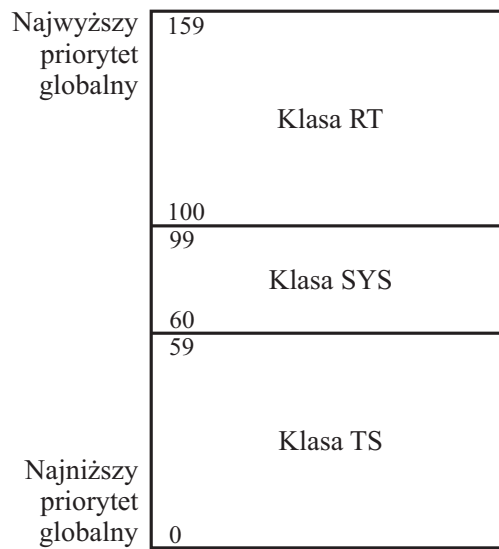 Najwyższy
priorytet
globalny
159
Klasa RT
100
99
Klasa SYS
60
59
Klasa TS
Najniższy
priorytet
globalny
0